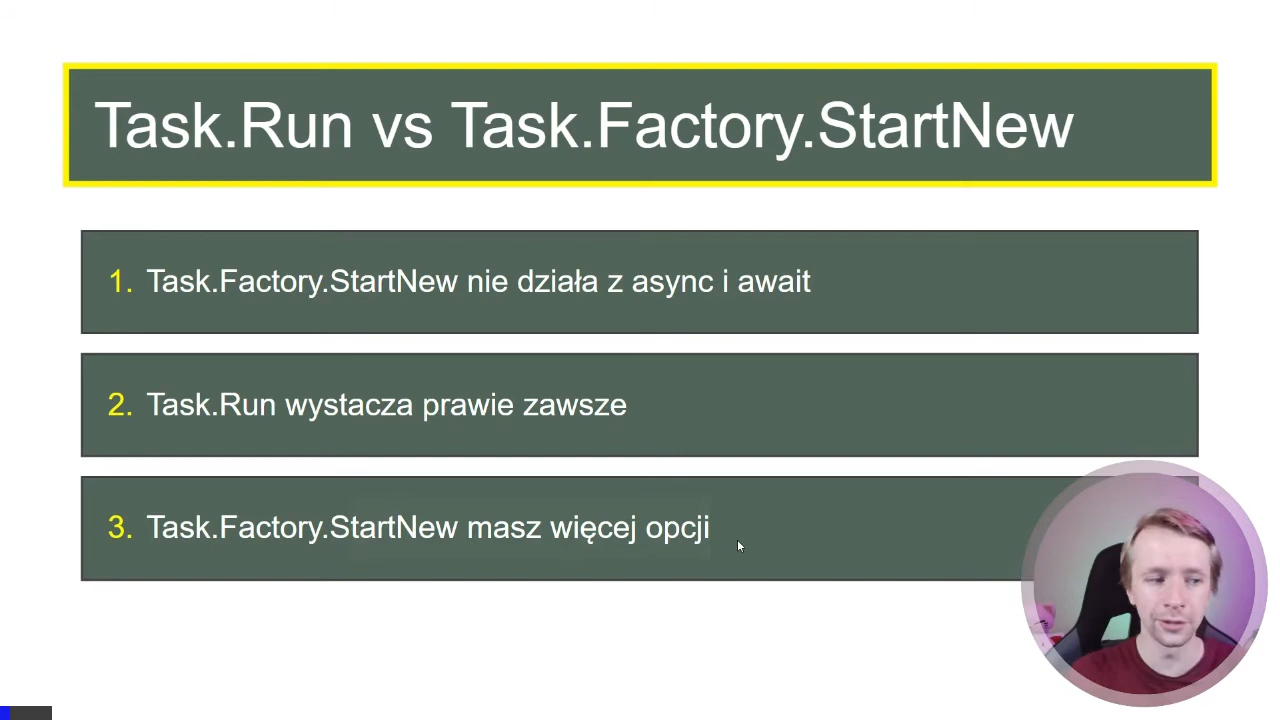 Task.Run vs Task.Factory.StartNew
1. Task.Factory.StartNew nie działa z async i await
2. Task.Run wystacza prawie zawsze
3. Task.Factory.StartNew masz więcej opcji